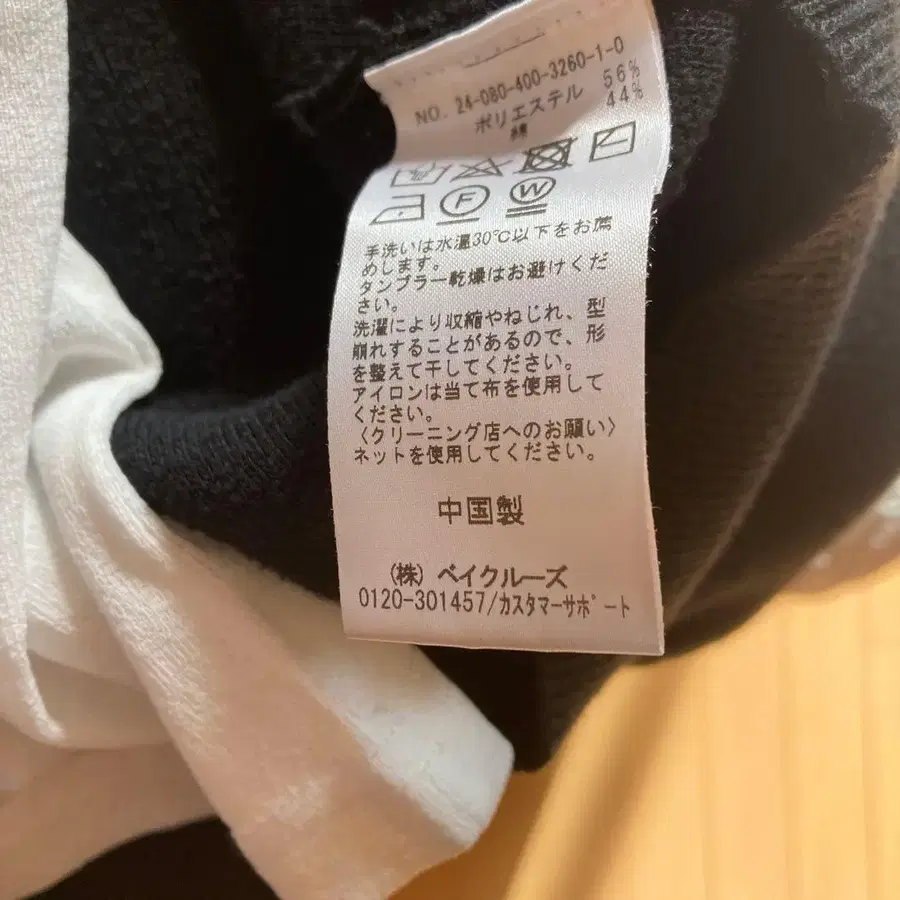 NO. 24-080-400-3260-1-0
ポリエステル 56%
綿 44%
F W
手洗いは水温30℃以下をお薦
めします。
タンブラー乾燥はお避けくだ
さい。
洗濯により収縮やねじれ、型
崩れすることがあるので、形
を整えて干してください。
アイロンは当て布を使用して
ください。
〈クリーニング店へのお願い〉
ネットを使用してください。
中国製
(株) ベイクルーズ
0120-301457/カスタマーサポート